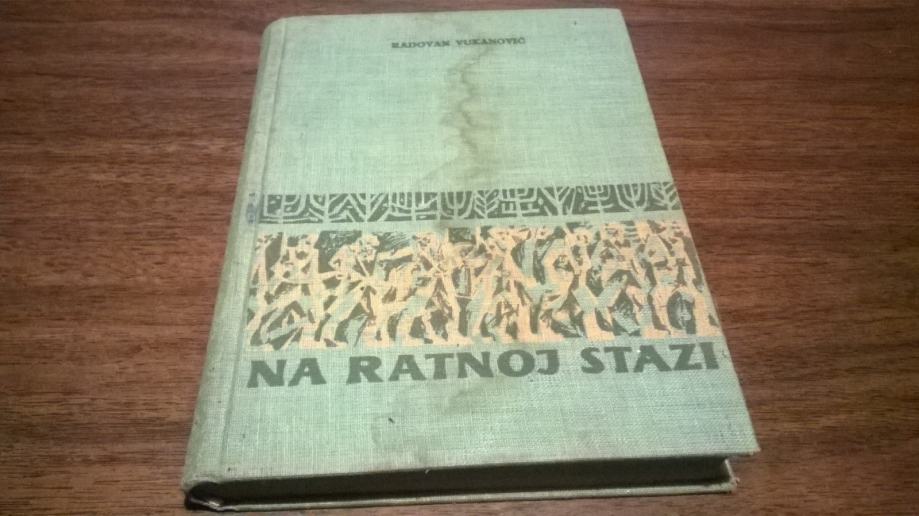 RADOVAN VUKANOVIĆ
NA RATNOJ STAZI